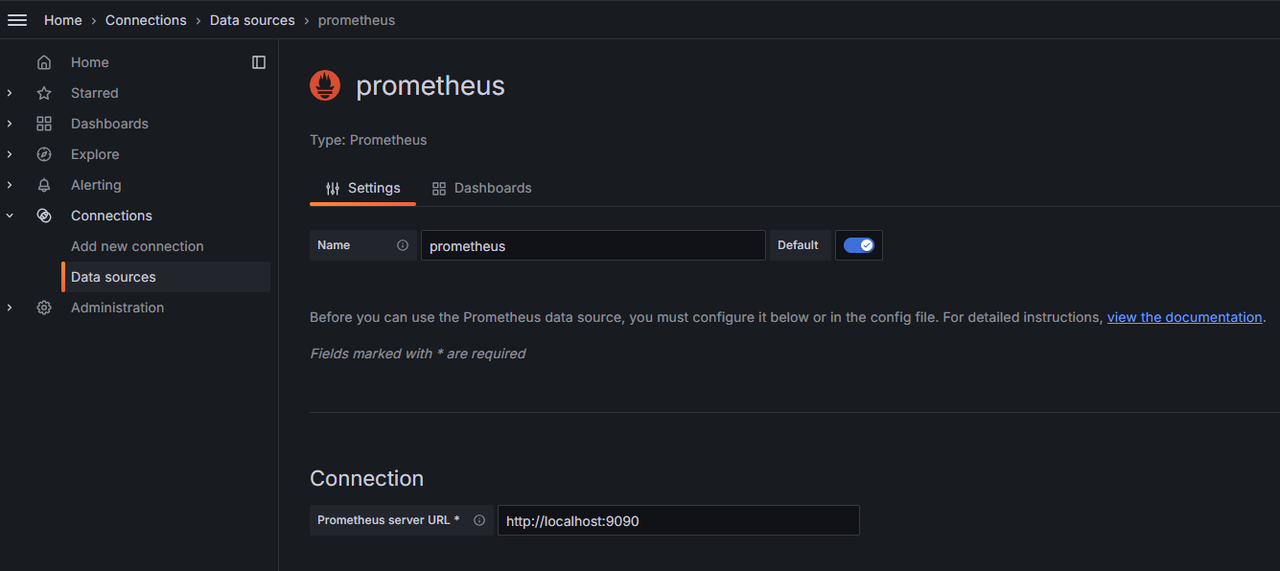 Home › Connections › Data sources › prometheus
Home
Starred
Dashboards
Explore
Alerting
Connections
Add new connection
Data sources
Administration
prometheus
Type: Prometheus
Settings Dashboards
Name prometheus Default
Before you can use the Prometheus data source, you must configure it below or in the config file. For detailed instructions, view the documentation.
Fields marked with * are required
Connection
Prometheus server URL * http://localhost:9090